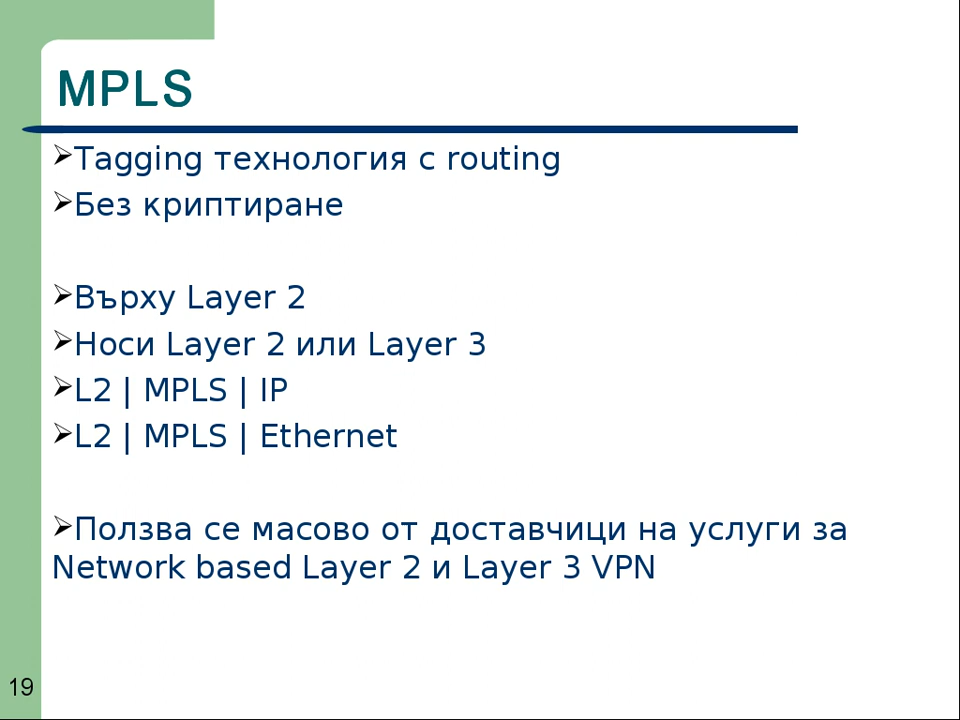 MPLS
Tagging технология с routing
Без криптиране
Върху Layer 2
Носи Layer 2 или Layer 3
L2 | MPLS | IP
L2 | MPLS | Ethernet
Ползва се масово от доставчици на услуги за
Network based Layer 2 и Layer 3 VPN
19